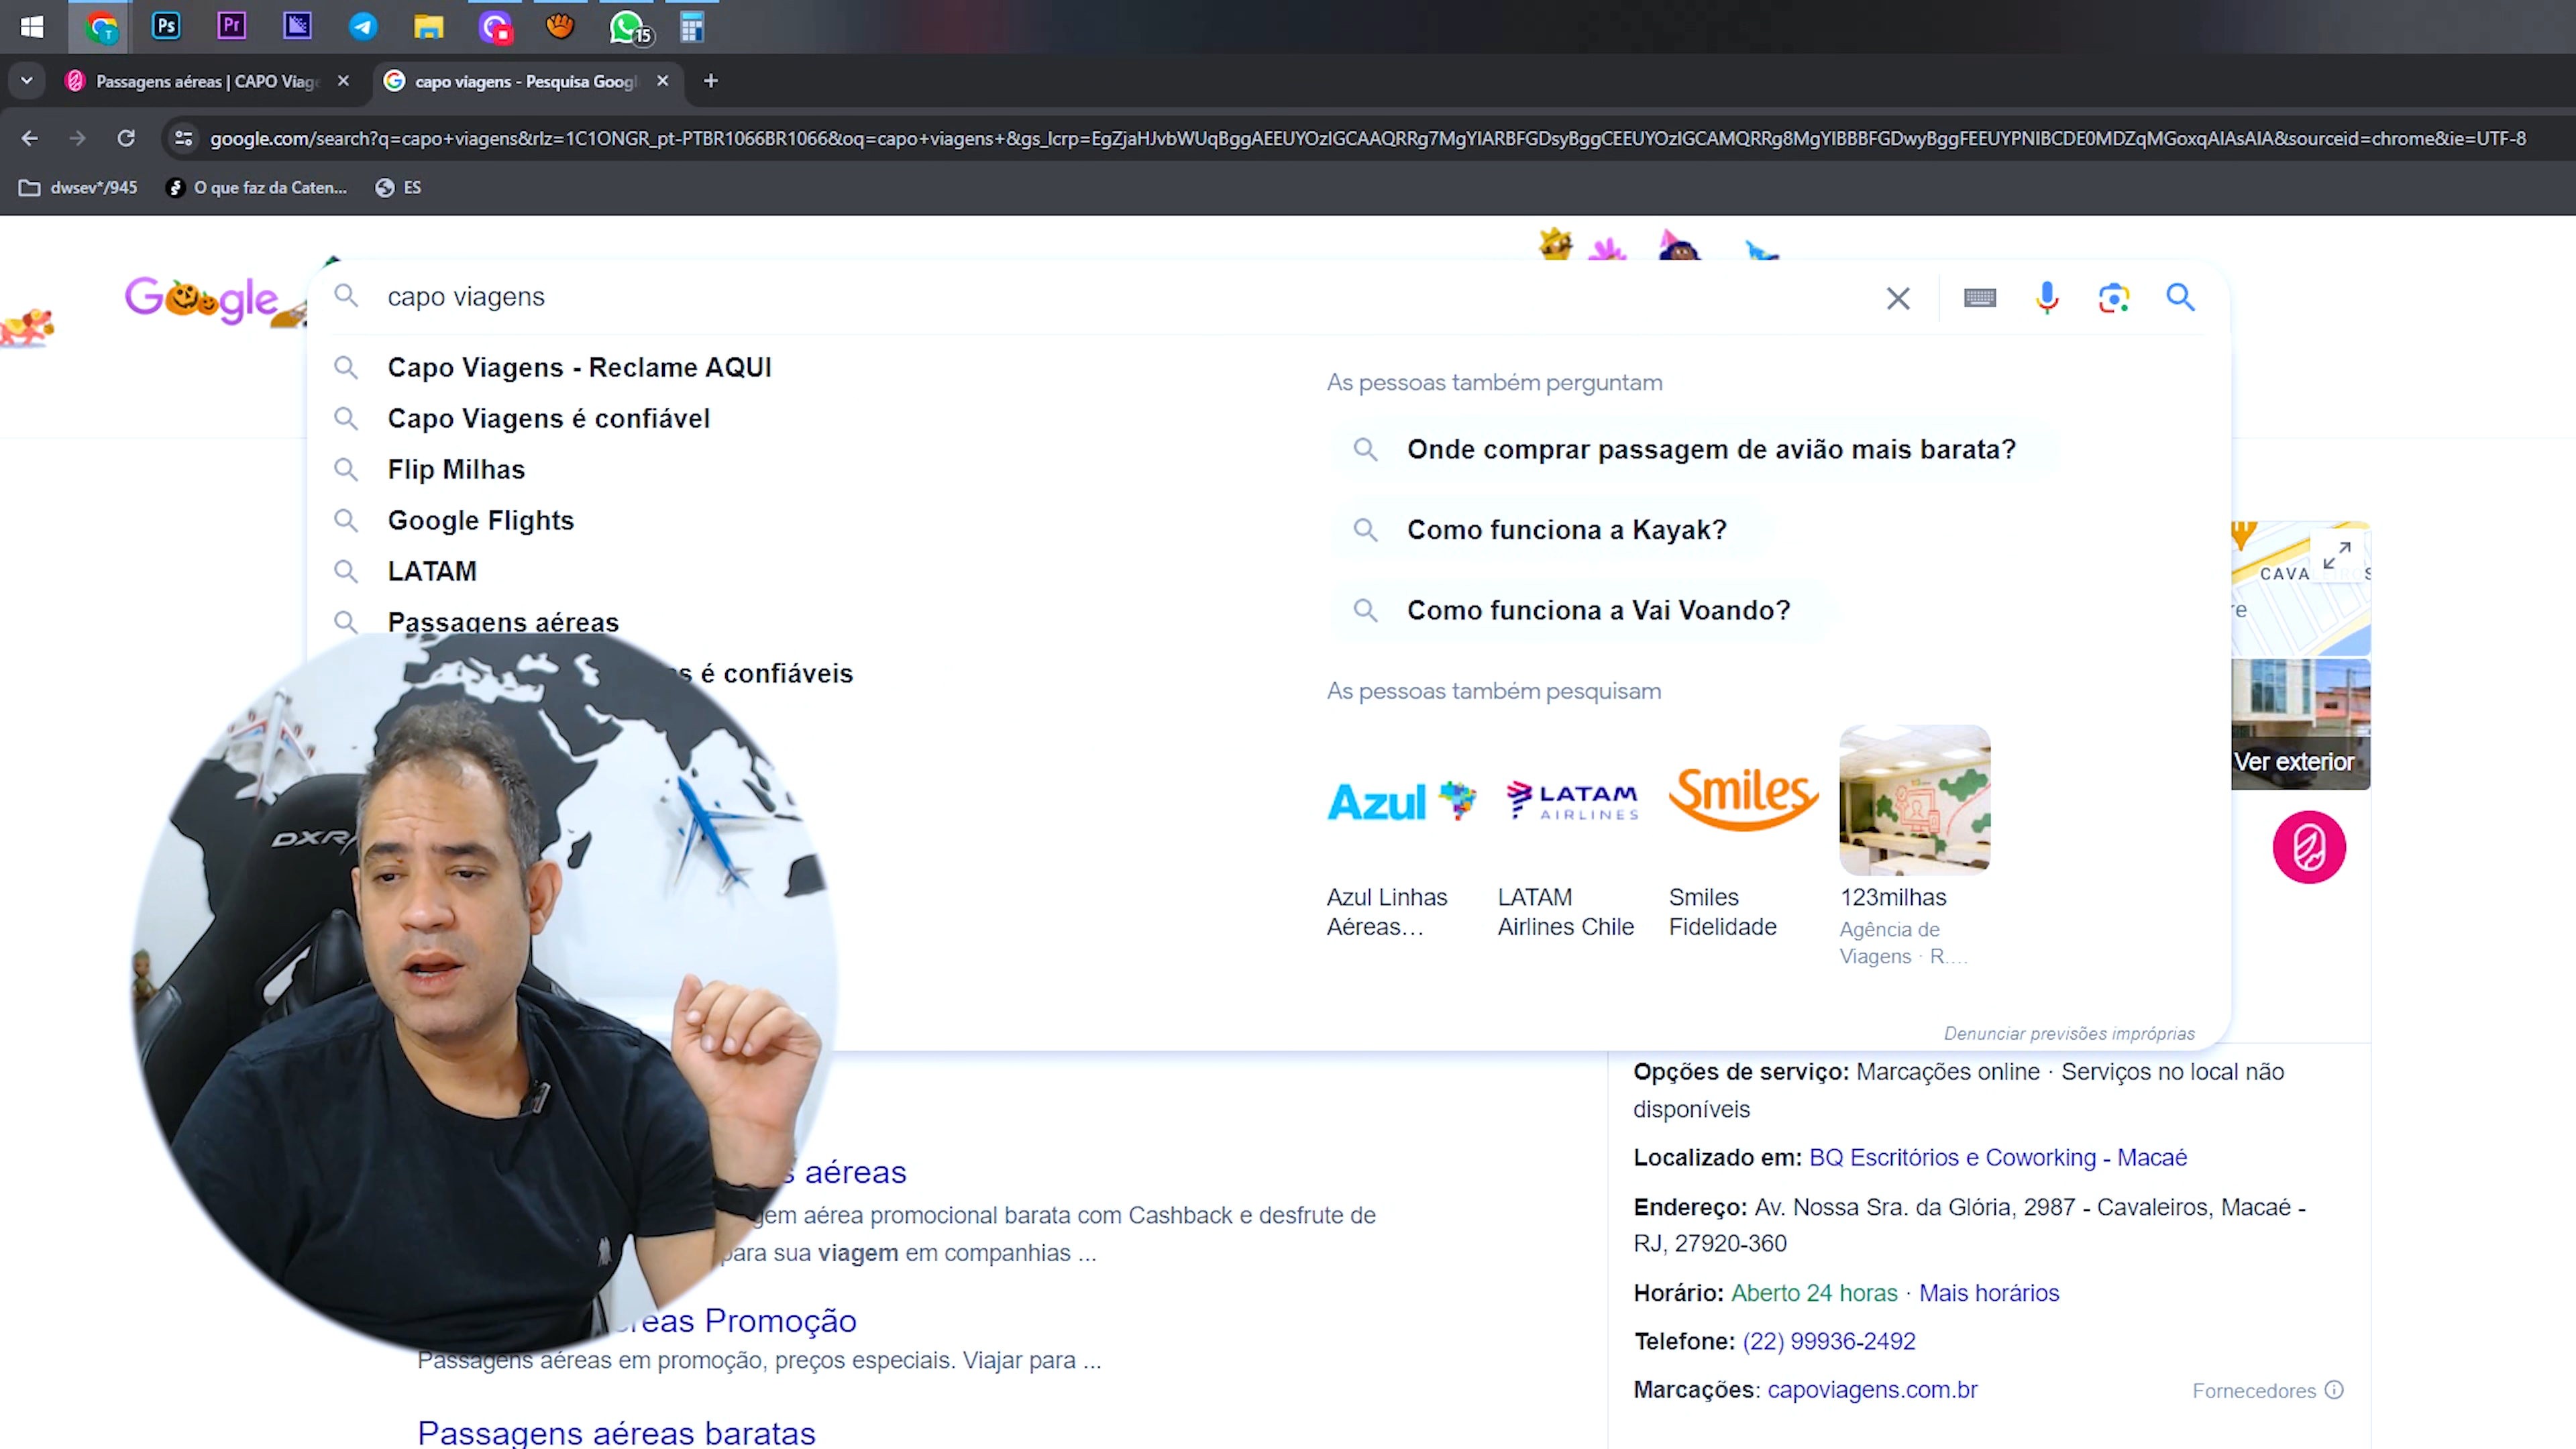 Ps
Pr
15
Passagens aéreas | CAPO Viag
capo viagens - Pesquisa Googl
google.com/search?q=capo+viagens&rlz=1C1ONGR_pt-PTBR1066BR1066&oq=capo+viagens+&gs_lcrp=EgZjaHJvbWUqBggAEEUYOzIGCAAQRRg7MgYIARBFGDsyBggCEEUYOzIGCAMQRRg8MgYIBBBFGDwyBggFEEUYPNIBCDE0MDZqMGoxqAIAsAIA&sourceid=chrome&ie=UTF-8
dwsev*/945
O que faz da Caten...
ES
Google
capo viagens
Capo Viagens - Reclame AQUI
Capo Viagens é confiável
Flip Milhas
Google Flights
LATAM
Passagens aéreas
s é confiáveis
As pessoas também perguntam
Onde comprar passagem de avião mais barata?
Como funciona a Kayak?
Como funciona a Vai Voando?
As pessoas também pesquisam
Azul
LATAM
AIRLINES
Smiles
Azul Linhas
Aéreas...
LATAM
Airlines Chile
Smiles
Fidelidade
123milhas
Agência de
Viagens · R....
Denunciar previsões impróprias
CAVA
re
Ver exterior
DXR
Opções de serviço: Marcações online · Serviços no local não
disponíveis
Localizado em: BQ Escritórios e Coworking - Macaé
Endereço: Av. Nossa Sra. da Glória, 2987 - Cavaleiros, Macaé -
RJ, 27920-360
Horário: Aberto 24 horas · Mais horários
Telefone: (22) 99936-2492
Marcações: capoviagens.com.br
Fornecedores
s aéreas
gem aérea promocional barata com Cashback e desfrute de
para sua viagem em companhias ...
reas Promoção
Passagens aéreas em promoção, preços especiais. Viajar para ...
Passagens aéreas baratas